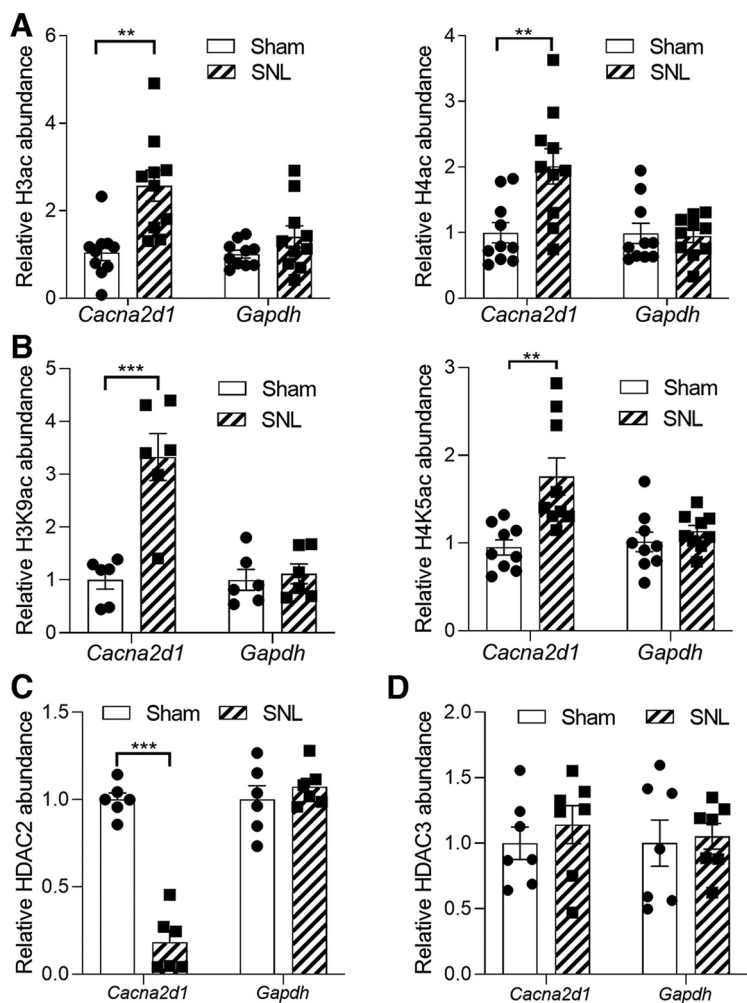 A
Relative H3ac abundance
6
4
2
0
**
Sham
SNL
Cacna2d1
Gapdh
Relative H4ac abundance
4
3
2
1
0
**
Sham
SNL
Cacna2d1
Gapdh
B
Relative H3K9ac abundance
5
4
3
2
1
0
***
Sham
SNL
Cacna2d1
Gapdh
Relative H4K5ac abundance
3
2
1
0
**
Sham
SNL
Cacna2d1
Gapdh
C
Relative HDAC2 abundance
1.5
1.0
0.5
0.0
***
Sham
SNL
Cacna2d1
Gapdh
D
Relative HDAC3 abundance
2.0
1.5
1.0
0.5
0.0
Sham
SNL
Cacna2d1
Gapdh